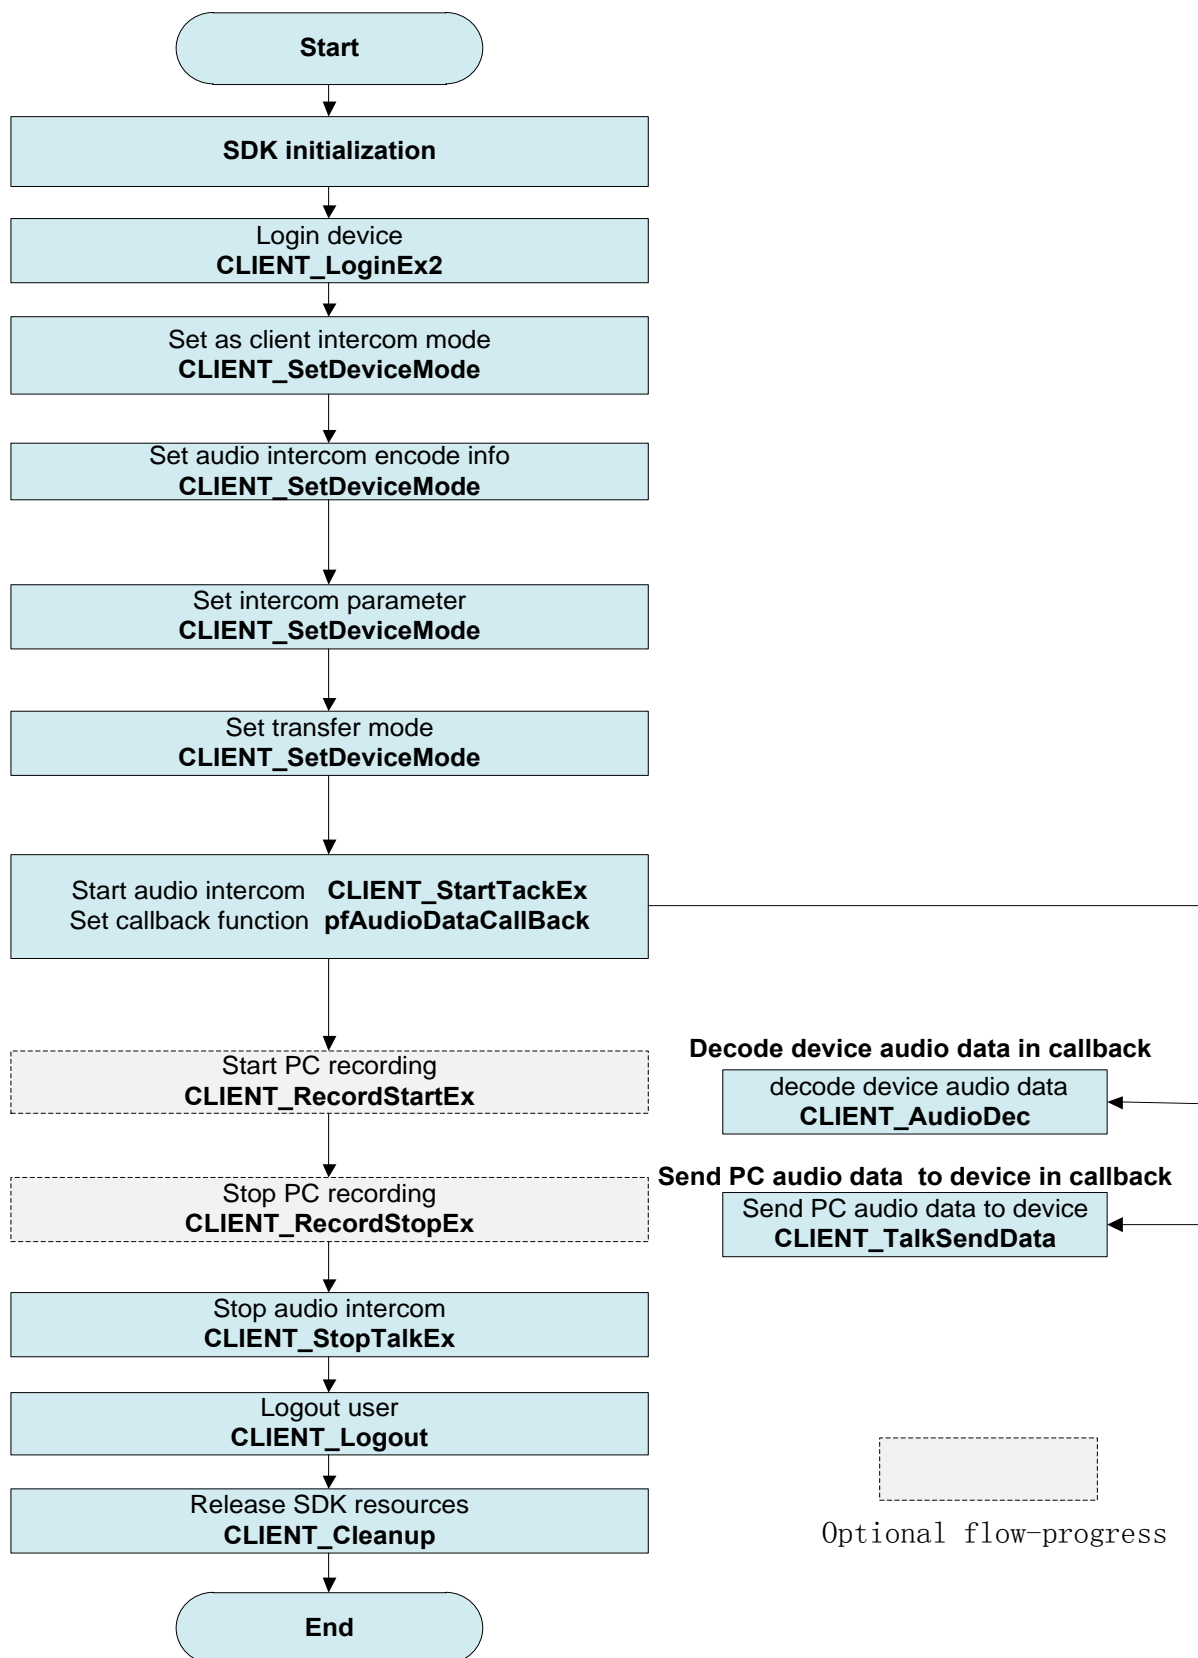 Start
SDK initialization
Login device
CLIENT_LoginEx2
Set as client intercom mode
CLIENT_SetDeviceMode
Set audio intercom encode info
CLIENT_SetDeviceMode
Set intercom parameter
CLIENT_SetDeviceMode
Set transfer mode
CLIENT_SetDeviceMode
Start audio intercom CLIENT_StartTackEx
Set callback function pfAudioDataCallBack
Start PC recording
CLIENT_RecordStartEx
Decode device audio data in callback
decode device audio data
CLIENT_AudioDec
Stop PC recording
CLIENT_RecordStopEx
Send PC audio data to device in callback
Send PC audio data to device
CLIENT_TalkSendData
Stop audio intercom
CLIENT_StopTalkEx
Logout user
CLIENT_Logout
Release SDK resources
CLIENT_Cleanup
Optional flow-progress
End